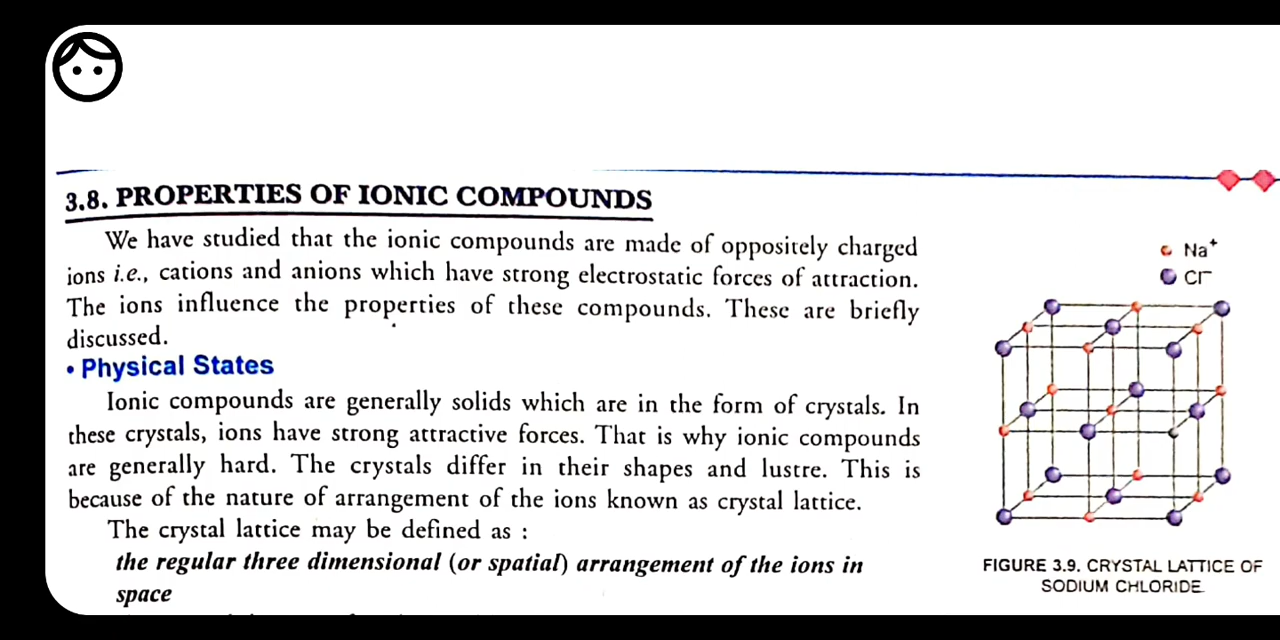 3.8. PROPERTIES OF IONIC COMPOUNDS
We have studied that the ionic compounds are made of oppositely charged
ions i.e., cations and anions which have strong electrostatic forces of attraction.
The ions influence the properties of these compounds. These are briefly
discussed.
• Physical States
Ionic compounds are generally solids which are in the form of crystals. In
these crystals, ions have strong attractive forces. That is why ionic compounds
are generally hard. The crystals differ in their shapes and lustre. This is
because of the nature of arrangement of the ions known as crystal lattice.
The crystal lattice may be defined as :
the regular three dimensional (or spatial) arrangement of the ions in
space
Na⁺
Cl⁻
FIGURE 3.9. CRYSTAL LATTICE OF
SODIUM CHLORIDE